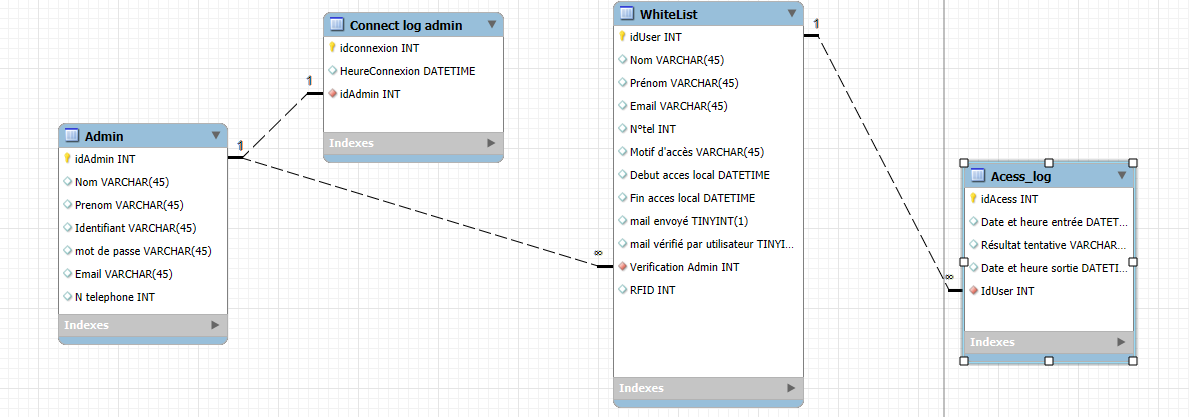 Connect log admin
idconnexion INT
HeureConnexion DATETIME
idAdmin INT
Indexes
1
1
Admin
idAdmin INT
Nom VARCHAR(45)
Prenom VARCHAR(45)
Identifiant VARCHAR(45)
mot de passe VARCHAR(45)
Email VARCHAR(45)
N telephone INT
Indexes
WhiteList
idUser INT
Nom VARCHAR(45)
Prénom VARCHAR(45)
Email VARCHAR(45)
N°tel INT
Motif d'accès VARCHAR(45)
Debut acces local DATETIME
Fin acces local DATETIME
mail envoyé TINYINT(1)
mail vérifié par utilisateur TINYI...
Verification Admin INT
RFID INT
Indexes
∞
1
∞
Acess_log
idAcess INT
Date et heure entrée DATET...
Résultat tentative VARCHAR...
Date et heure sortie DATETI...
IdUser INT
Indexes